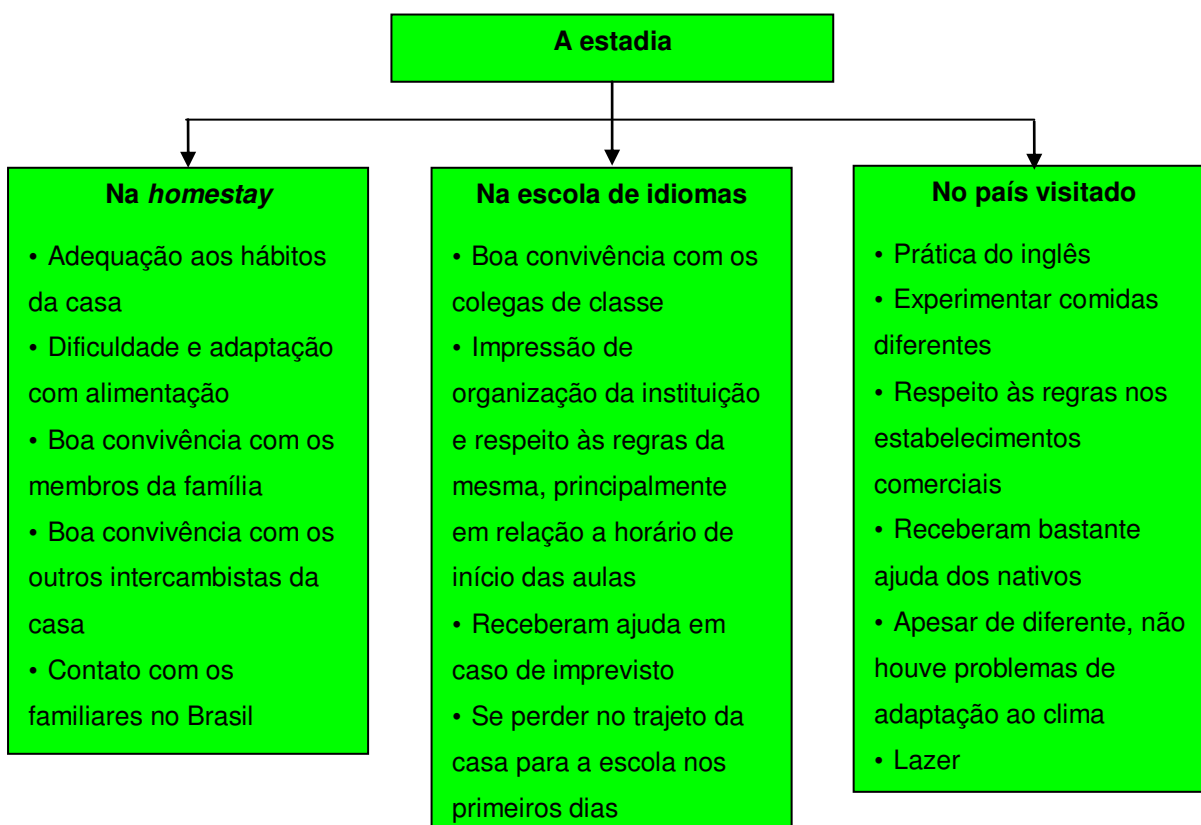 A estadia
Na homestay
• Adequação aos hábitos
da casa
• Dificuldade e adaptação
com alimentação
• Boa convivência com os
membros da família
• Boa convivência com os
outros intercambistas da
casa
• Contato com os
familiares no Brasil
Na escola de idiomas
• Boa convivência com os
colegas de classe
• Impressão de
organização da instituição
e respeito às regras da
mesma, principalmente
em relação a horário de
início das aulas
• Receberam ajuda em
caso de imprevisto
• Se perder no trajeto da
casa para a escola nos
primeiros dias
No país visitado
• Prática do inglês
• Experimentar comidas
diferentes
• Respeito às regras nos
estabelecimentos
comerciais
• Receberam bastante
ajuda dos nativos
• Apesar de diferente, não
houve problemas de
adaptação ao clima
• Lazer